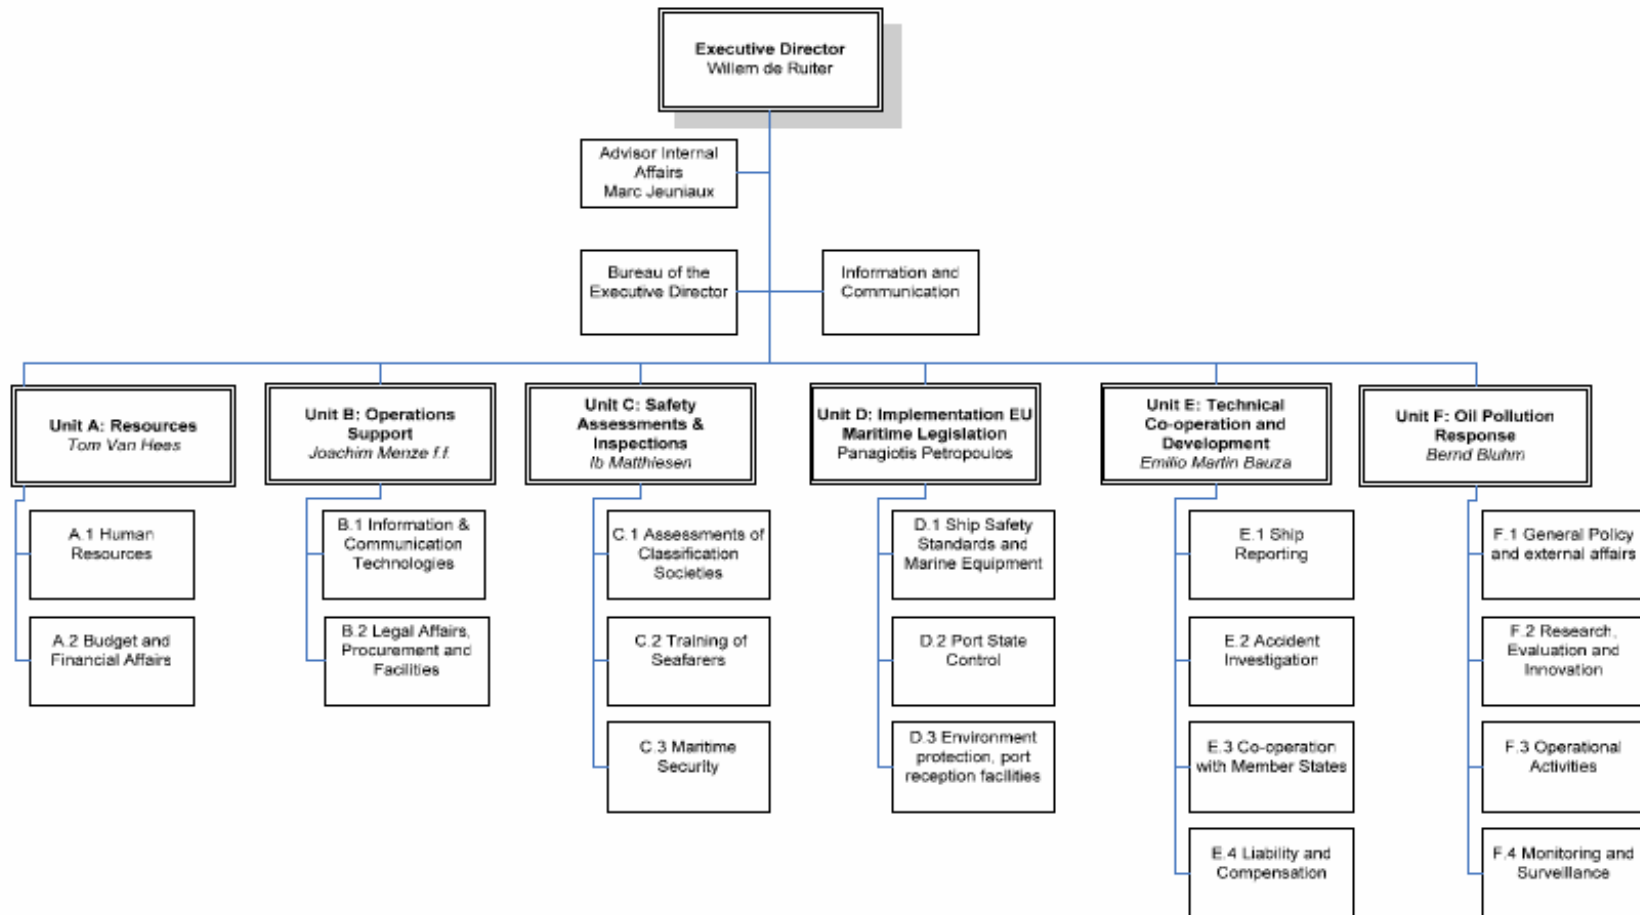 Executive Director
Willem de Ruiter
Advisor Internal
Affairs
Marc Jeuniaux
Bureau of the
Executive Director
Information and
Communication
Unit A: Resources
Tom Van Hees
Unit B: Operations
Support
Joachim Menze f.f.
Unit C: Safety
Assessments &
Inspections
Ib Matthiesen
Unit D: Implementation EU
Maritime Legislation
Panagiotis Petropoulos
Unit E: Technical
Co-operation and
Development
Emilio Martin Bauza
Unit F: Oil Pollution
Response
Bernd Bluhm
A.1 Human
Resources
A.2 Budget and
Financial Affairs
B.1 Information &
Communication
Technologies
B.2 Legal Affairs,
Procurement and
Facilities
C.1 Assessments of
Classification
Societies
C.2 Training of
Seafarers
C.3 Maritime
Security
D.1 Ship Safety
Standards and
Marine Equipment
D.2 Port State
Control
D.3 Environment
protection, port
reception facilities
E.1 Ship
Reporting
E.2 Accident
Investigation
E.3 Co-operation
with Member States
E.4 Liability and
Compensation
F.1 General Policy
and external affairs
F.2 Research,
Evaluation and
Innovation
F.3 Operational
Activities
F.4 Monitoring and
Surveillance